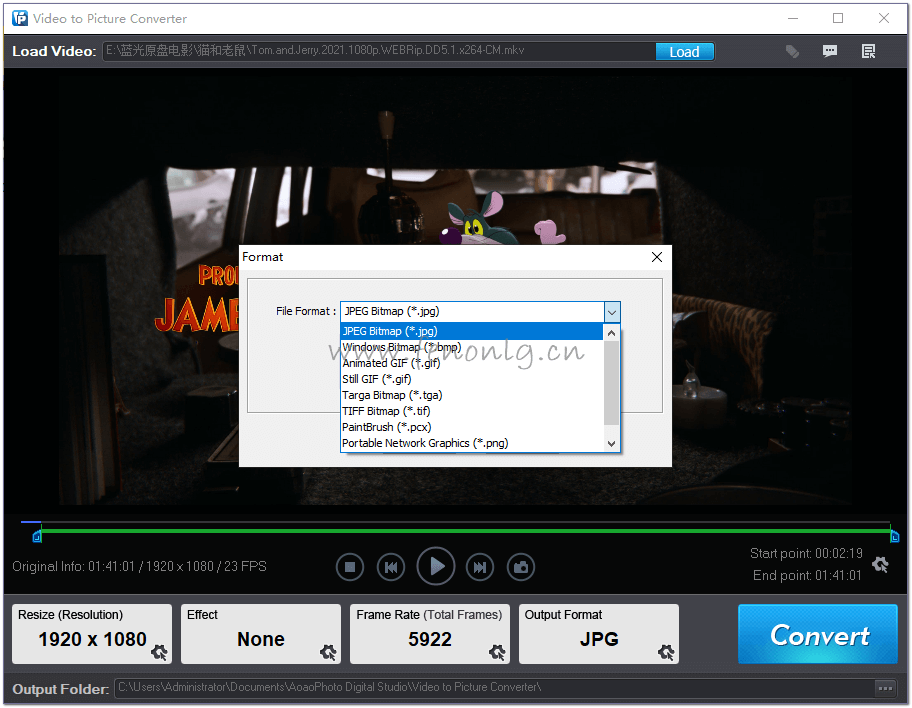 Video to Picture Converter
Load Video: E:\蓝光原盘电影\猫和老鼠\Tom.and.Jerry.2021.1080p.WEBRip.DD5.1.x264-CM.mkv Load
Format
File Format : JPEG Bitmap (*.jpg)
JPEG Bitmap (*.jpg)
Windows Bitmap (*.bmp)
Animated GIF (*.gif)
Still GIF (*.gif)
Targa Bitmap (*.tga)
TIFF Bitmap (*.tif)
PaintBrush (*.pcx)
Portable Network Graphics (*.png)
PRO
JAME
Original Info: 01:41:01 / 1920 x 1080 / 23 FPS
Start point: 00:02:19
End point: 01:41:01
Resize (Resolution)
1920 x 1080
Effect
None
Frame Rate (Total Frames)
5922
Output Format
JPG
Convert
Output Folder: C:\Users\Administrator\Documents\AoaoPhoto Digital Studio\Video to Picture Converter\